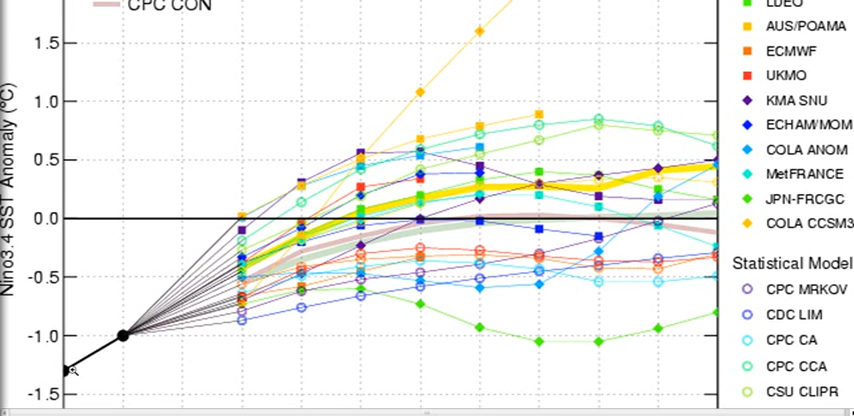 CPC CON
LDEO
AUS/POAMA
ECMWF
UKMO
KMA SNU
ECHAM/MOM
COLA ANOM
MetFRANCE
JPN-FRCGC
COLA CCSM3
Statistical Model
CPC MRKOV
CDC LIM
CPC CA
CPC CCA
CSU CLIPR
Nino3.4 SST Anomaly (°C)
1.5
1.0
0.5
0.0
-0.5
-1.0
-1.5